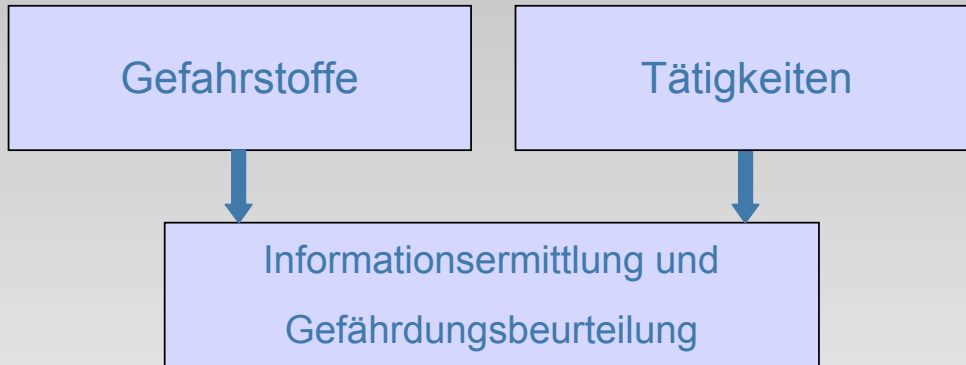 Gefahrstoffe
Tätigkeiten
Informationsermittlung und
Gefährdungsbeurteilung